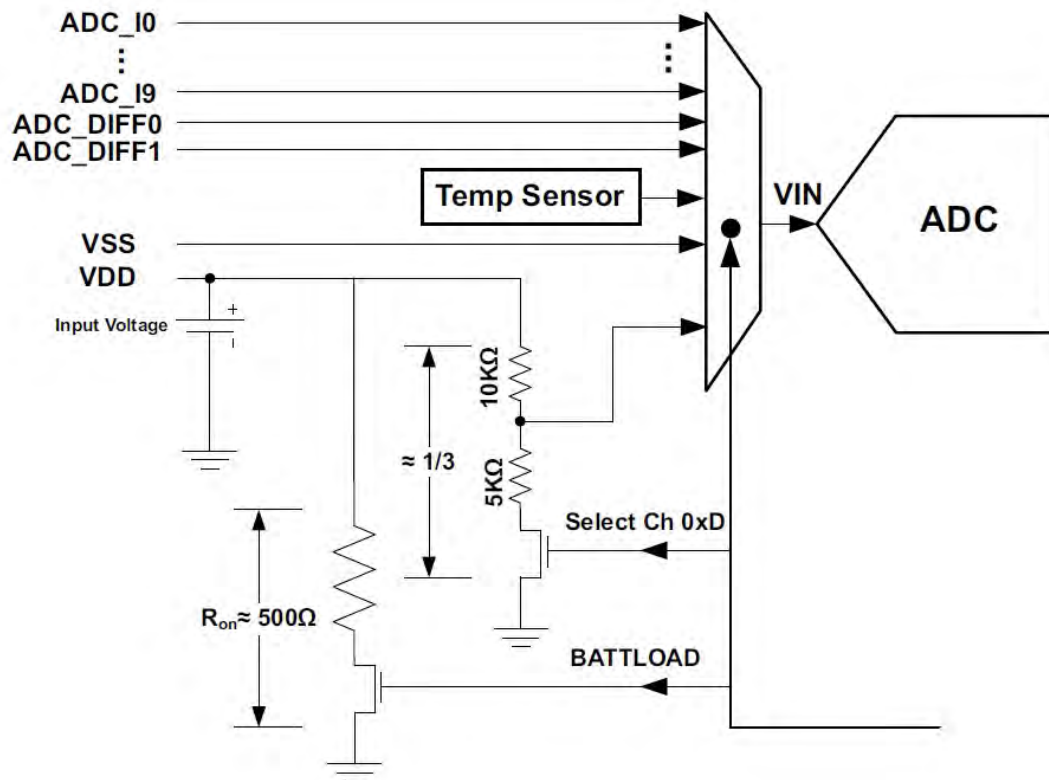 ADC_I0
ADC_I9
ADC_DIFF0
ADC_DIFF1
Temp Sensor
VIN
ADC
VSS
VDD
Input Voltage
+
-
10KΩ
≈ 1/3
5KΩ
Select Ch 0xD
Ron≈ 500Ω
BATTLOAD